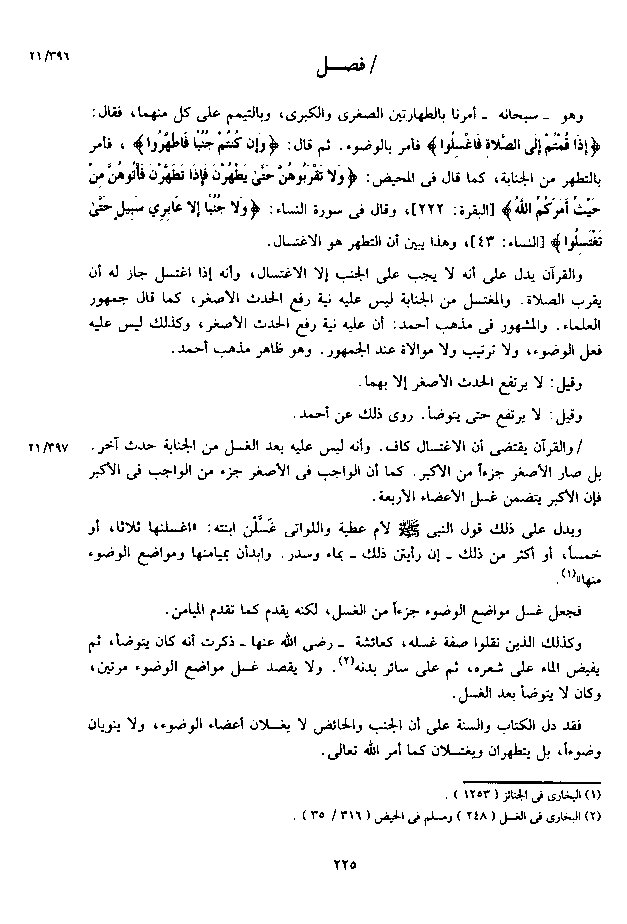 ٢١/٣٩٦
/ فصــل
وهو ـ سبحانه ـ أمرنا بالطهارتين الصغرى والكبرى، وبالتيمم على كل منهما، فقال:
﴿إِذَا قُمْتُمْ إِلَى الصَّلاةِ فَاغْسِلُوا﴾ فأمر بالوضوء. ثم قال: ﴿وَإِن كُنتُمْ جُنُبًا فَاطَّهَّرُوا﴾ ، فأمر
بالتطهر من الجنابة، كما قال فى المحيض: ﴿وَلا تَقْرَبُوهُنَّ حَتَّىٰ يَطْهُرْنَ فَإِذَا تَطَهَّرْنَ فَأْتُوهُنَّ مِنْ
حَيْثُ أَمَرَكُمُ اللَّهُ﴾ [البقرة: ٢٢٢]، وقال فى سورة النساء: ﴿وَلا جُنُبًا إِلا عَابِرِي سَبِيلٍ حَتَّىٰ
تَغْتَسِلُوا﴾ [النساء: ٤٣]، وهذا يبين أن التطهر هو الاغتسال.
والقرآن يدل على أنه لا يجب على الجنب إلا الاغتسال، وأنه إذا اغتسل جاز له أن
يقرب الصلاة. والمغتسل من الجنابة ليس عليه نية رفع الحدث الأصغر، كما قال جمهور
العلماء. والمشهور فى مذهب أحمد: أن عليه نية رفع الحدث الأصغر، وكذلك ليس عليه
فعل الوضوء، ولا ترتيب ولا موالاة عند الجمهور. وهو ظاهر مذهب أحمد.
وقيل: لا يرتفع الحدث الأصغر إلا بهما.
وقيل: لا يرتفع حتى يتوضأ. روى ذلك عن أحمد.
٢١/٣٩٧
/ والقرآن يقتضى أن الاغتسال كاف. وأنه ليس عليه بعد الغسل من الجنابة حدث آخر.
بل صار الأصغر جزءاً من الأكبر. كما أن الواجب فى الأصغر جزء من الواجب فى الأكبر
فإن الأكبر يتضمن غسل الأعضاء الأربعة.
ويدل على ذلك قول النبى ﷺ لأم عطية واللواتى غَسَّلْن ابنته: «اغسلنها ثلاثا، أو
خمساً، أو أكثر من ذلك ـ إن رأيتن ذلك ـ بماء وسدر. وابدأن بميامنها ومواضع الوضوء
منها»(١).
فجعل غسل مواضع الوضوء جزءاً من الغسل، لكنه يقدم كما تقدم الميامن.
وكذلك الذين نقلوا صفة غسله، كعائشة ـ رضى الله عنها ـ ذكرت أنه كان يتوضأ، ثم
يفيض الماء على شعره، ثم على سائر بدنه(٢). ولا يقصد غسل مواضع الوضوء مرتين،
وكان لا يتوضأ بعد الغسل.
فقد دل الكتاب والسنة على أن الجنب والحائض لا يغسلان أعضاء الوضوء، ولا ينويان
وضوءاً، بل يتطهران ويغتسلان كما أمر الله تعالى.
(١) البخارى فى الجنائز ( ١٢٥٣ ) .
(٢) البخارى فى الغسل ( ٢٤٨ ) ومسلم فى الحيض ( ٣١٦ / ٣٥ ) .
٢٢٥